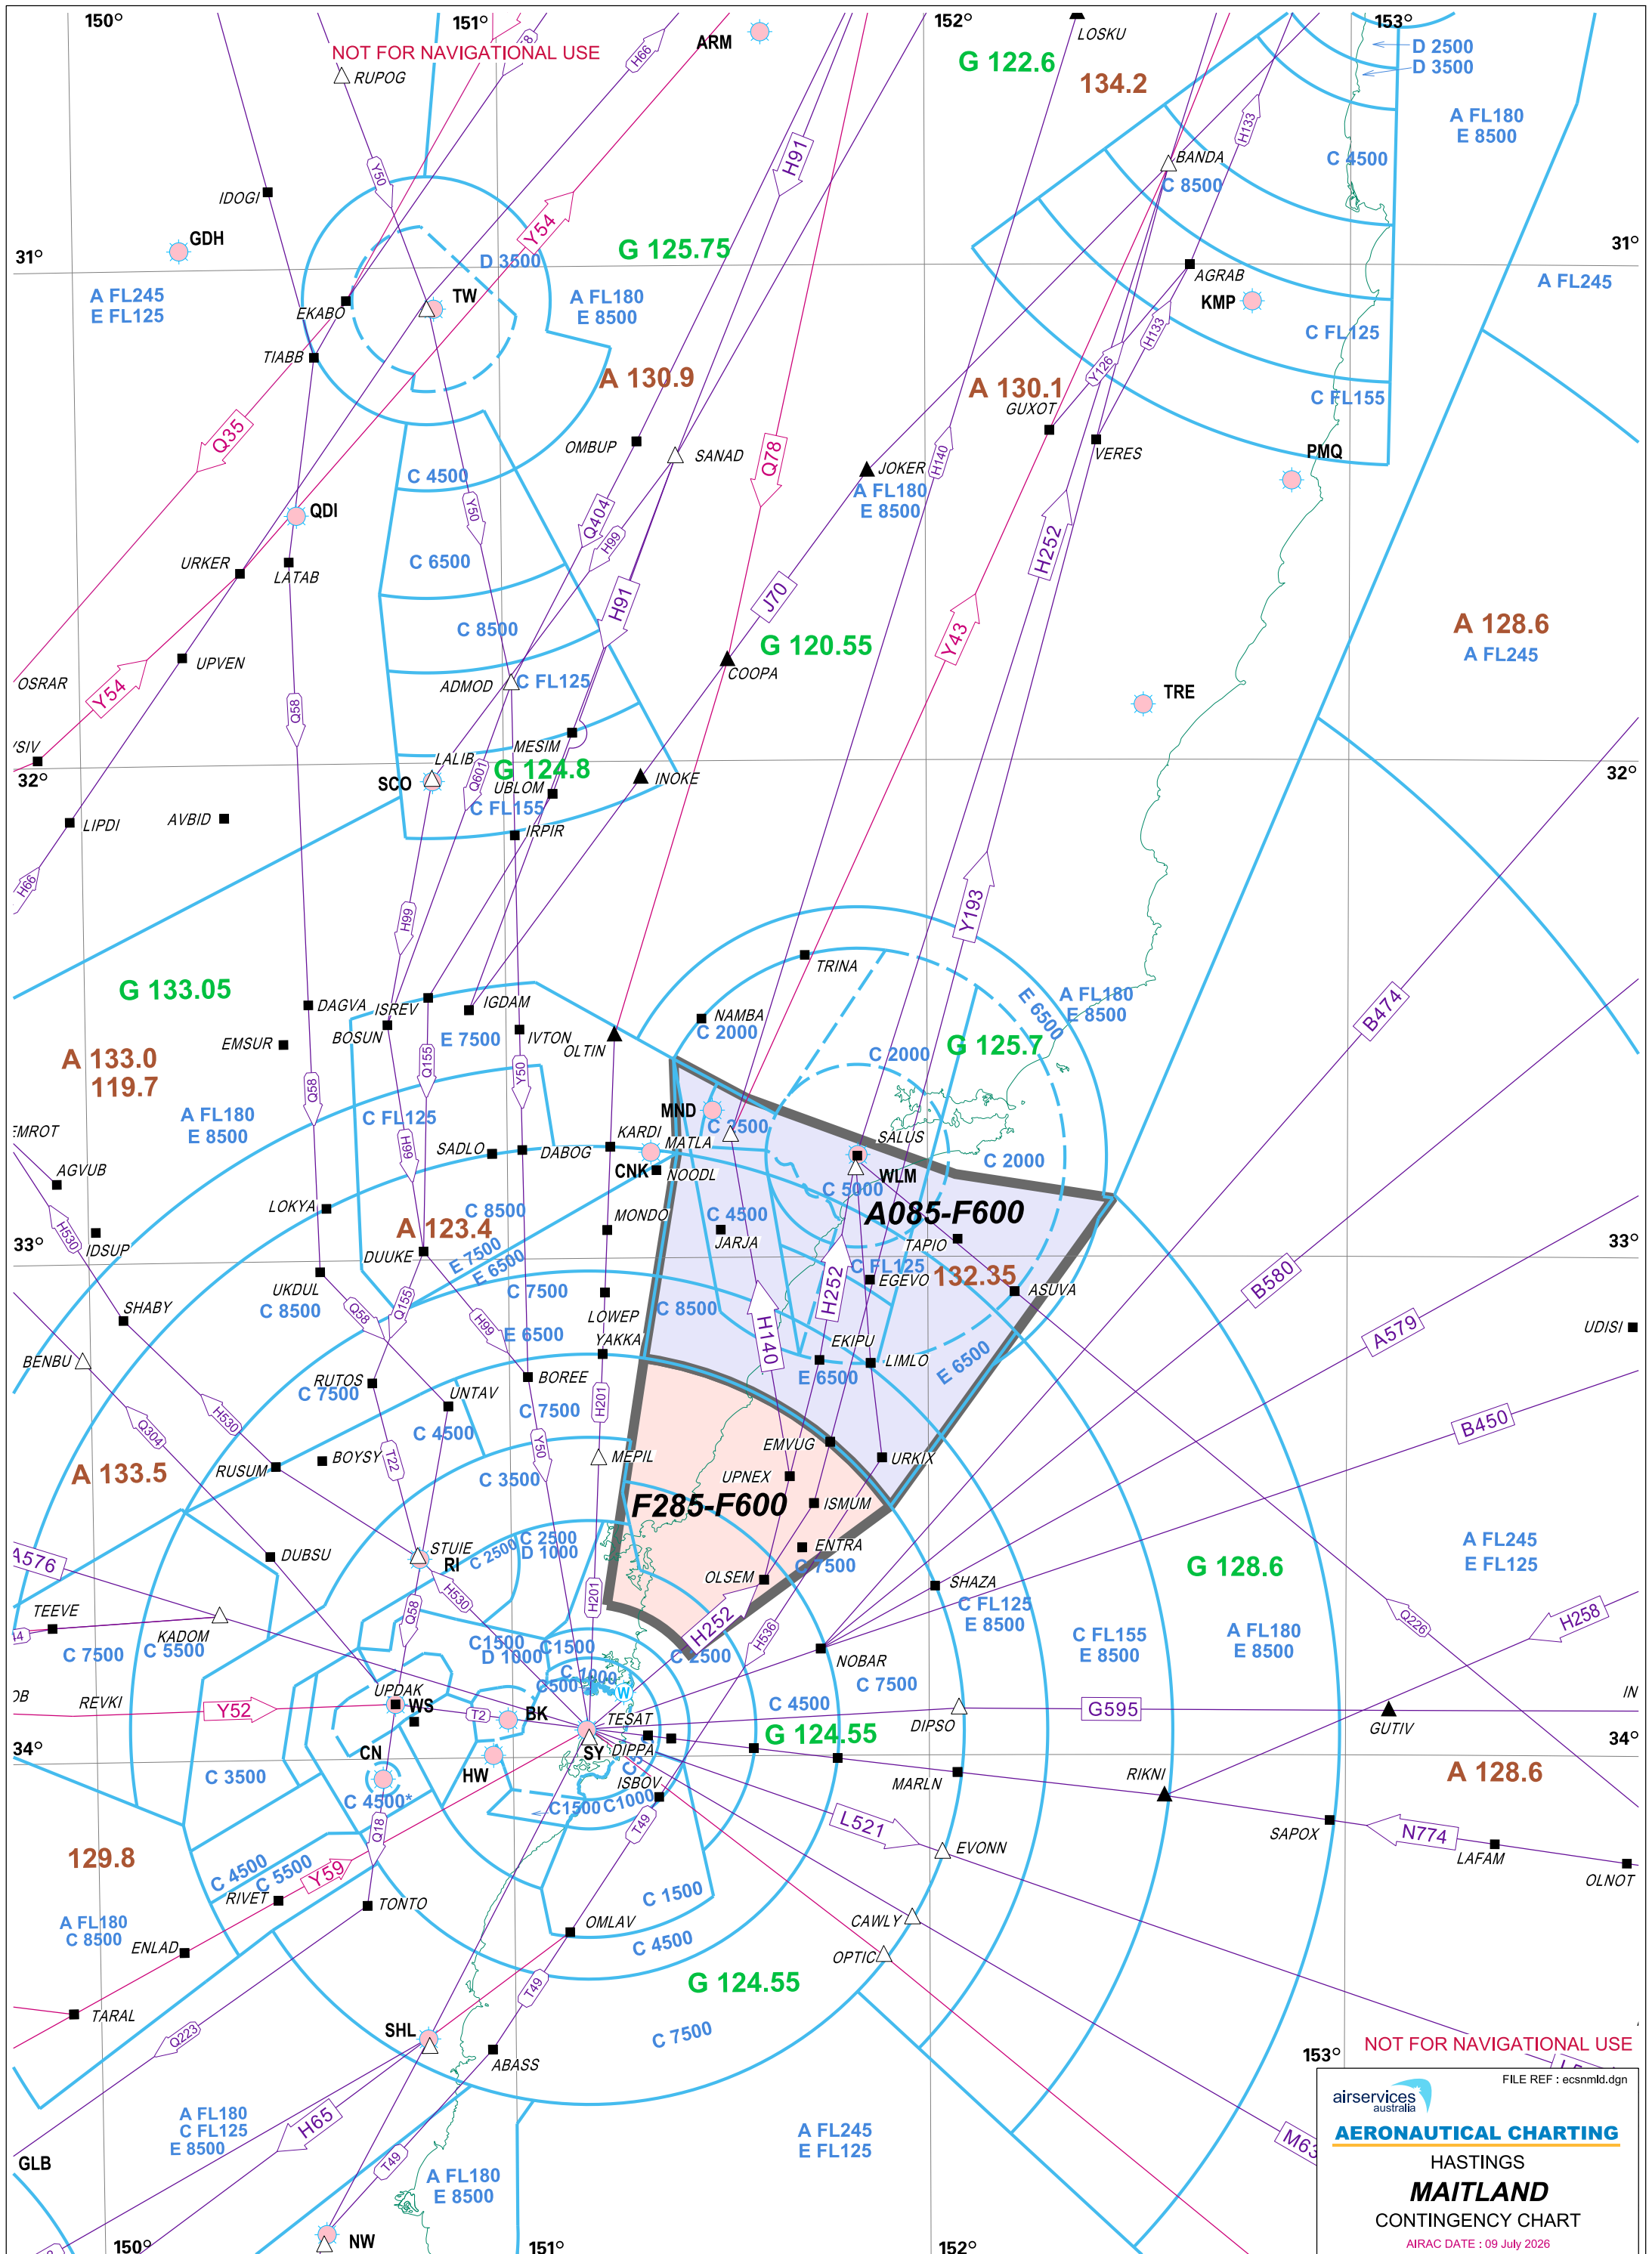 150°
151°
152°
153°
NOT FOR NAVIGATIONAL USE
RUPOG
ARM
H66
LOSKU
G 122.6
134.2
D 2500
D 3500
A FL180
E 8500
H91
H133
BANDA
C 4500
C 8500
Y50
IDOGI
GDH
31°
31°
Y54
D 3500
G 125.75
AGRAB
KMP
A FL245
A FL245
E FL125
EKABO
TW
A FL180
E 8500
H133
C FL125
TIABB
A 130.9
A 130.1
Y126
GUXOT
C FL155
Q35
OMBUP
SANAD
Q78
H140
VERES
PMQ
C 4500
JOKER
A FL180
E 8500
QDI
Y50
Q404
H99
H252
URKER
LATAB
C 6500
J70
H91
C 8500
G 120.55
Y43
A 128.6
A FL245
UPVEN
OSRAR
Y54
Q58
ADMOD
C FL125
COOPA
TRE
YSIV
MESIM
LALIB
G 124.8
32°
32°
SCO
Q601
UBLOM
INOKE
C FL155
LIPDI
AVBID
IRPIR
H66
H99
Y193
TRINA
G 133.05
DAGVA
ISREV
IGDAM
NAMBA
C 2000
E 6500
A FL180
E 8500
B474
EMSUR
BOSUN
E 7500
IVTON
OLTIN
G 125.7
A 133.0
119.7
Q155
Y50
C 2000
Q58
A FL180
E 8500
C FL125
MND
C 3500
EMROT
H99
SADLO
DABOG
KARDI
MATLA
SALUS
AGVUB
CNK
NOODL
WLM
C 2000
C 5000
LOKYA
C 8500
MONDO
C 4500
JARJA
A085-F600
H530
IDSUP
A 123.4
TAPIO
33°
33°
DUUKE
E 7500
E 6500
C FL125
EGEVO
132.35
ASUVA
B580
UKDUL
C 7500
C 8500
Q155
LOWEP
C 8500
H252
SHABY
Q58
H99
E 6500
H140
A579
UDISI
BENBU
YAKKA
EKIPU
LIMLO
E 6500
E 6500
RUTOS
C 7500
UNTAV
BOREE
C 7500
H201
B450
Q304
H530
C 4500
T22
Y50
EMVUG
A 133.5
RUSUM
BOYSY
C 3500
MEPIL
UPNEX
URKIX
F285-F600
ISMUM
A576
DUBSU
STUIE
RI
C 2500
C 2500
D 1000
ENTRA
C 7500
A FL245
E FL125
G 128.6
H530
OLSEM
SHAZA
TEEVE
KADOM
Q58
H201
C FL125
E 8500
H258
44
C 7500
C 5500
C1500
D 1000
C1500
H252
H536
C 2500
NOBAR
C FL155
E 8500
A FL180
E 8500
Q226
C 1000
C500
OB
REVKI
Y52
UPDAK
WS
T2
BK
W
C 7500
C 4500
IN
TESAT
DIPSO
G595
GUTIV
34°
34°
CN
HW
SY
DIPPA
G 124.55
C 3500
ISBOV
MARLN
RIKNI
A 128.6
C 4500*
C1500
C1000
Q18
T49
L521
SAPOX
N774
LAFAM
129.8
C 4500
C 5500
Y59
EVONN
OLNOT
RIVET
TONTO
C 1500
A FL180
C 8500
ENLAD
OMLAV
C 4500
CAWLY
OPTIC
TARAL
T49
G 124.55
Q223
SHL
C 7500
ABASS
NOT FOR NAVIGATIONAL USE
153°
A FL180
C FL125
E 8500
H65
A FL245
E FL125
GLB
T49
A FL180
E 8500
NW
150°
151°
152°
FILE REF : ecsnmld.dgn
airservices
australia
AERONAUTICAL CHARTING
HASTINGS
MAITLAND
CONTINGENCY CHART
AIRAC DATE : 09 July 2026